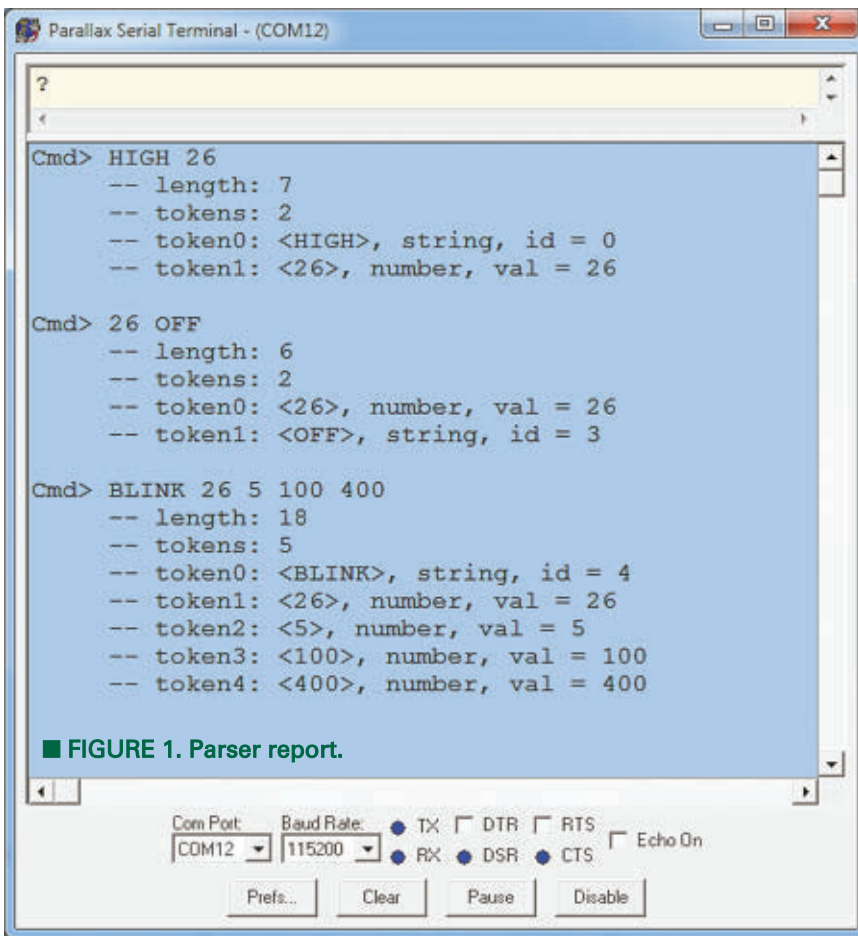 Parallax Serial Terminal - (COM12)
?
Cmd> HIGH 26
-- length: 7
-- tokens: 2
-- token0: <HIGH>, string, id = 0
-- token1: <26>, number, val = 26
Cmd> 26 OFF
-- length: 6
-- tokens: 2
-- token0: <26>, number, val = 26
-- token1: <OFF>, string, id = 3
Cmd> BLINK 26 5 100 400
-- length: 18
-- tokens: 5
-- token0: <BLINK>, string, id = 4
-- token1: <26>, number, val = 26
-- token2: <5>, number, val = 5
-- token3: <100>, number, val = 100
-- token4: <400>, number, val = 400
■ FIGURE 1. Parser report.
Com Port: Baud Rate: TX DTR RTS
COM12 115200 RX DSR CTS Echo On
Prefs... Clear Pause Disable